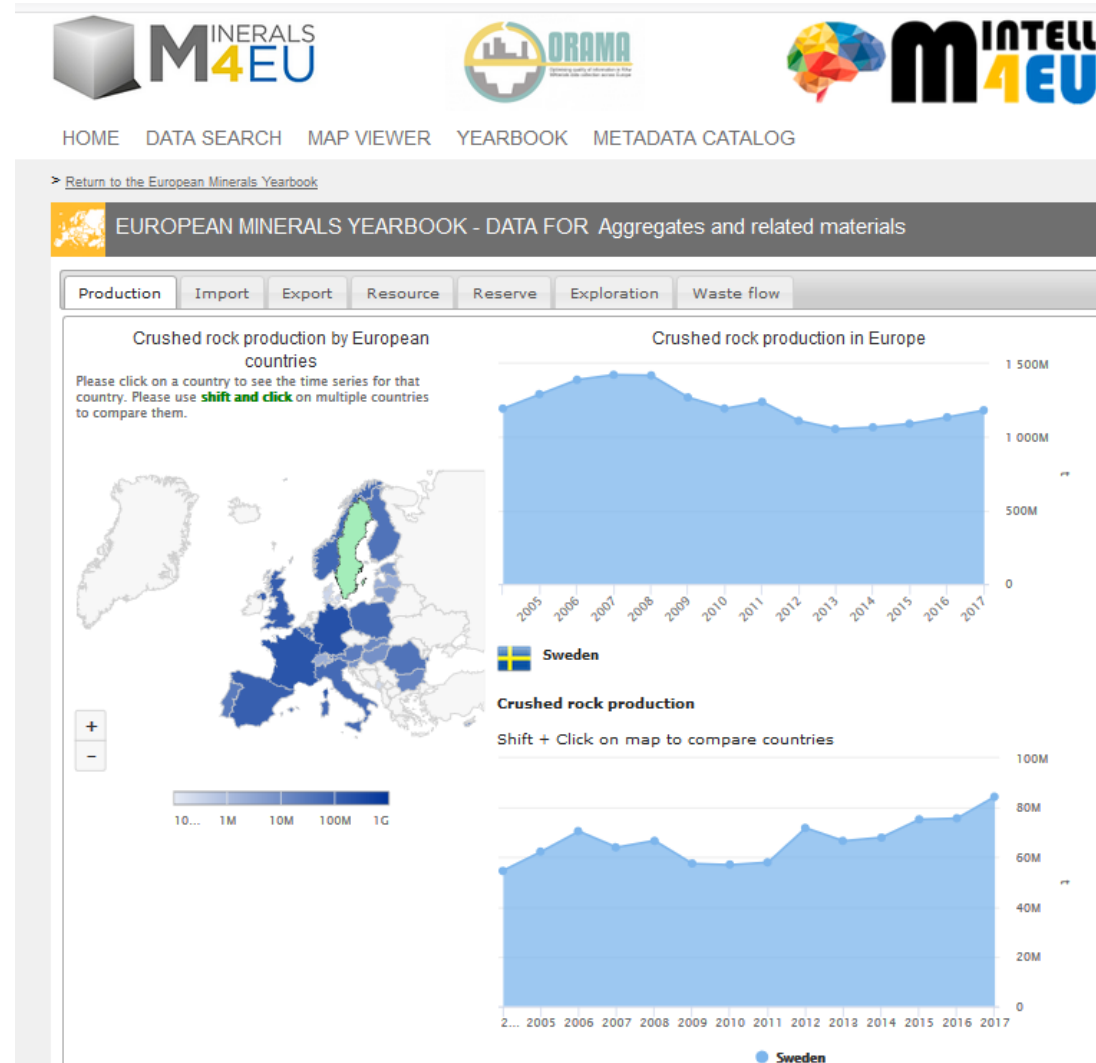 MINERALS
4EU
ORAMA
MINTELL
4EU
HOME DATA SEARCH MAP VIEWER YEARBOOK METADATA CATALOG
> Return to the European Minerals Yearbook
EUROPEAN MINERALS YEARBOOK - DATA FOR Aggregates and related materials
Production Import Export Resource Reserve Exploration Waste flow
Crushed rock production by European
countries
Please click on a country to see the time series for that
country. Please use shift and click on multiple countries
to compare them.
+
−
10... 1M 10M 100M 1G
Crushed rock production in Europe
1 500M
1 000M
500M
0
2005 2006 2007 2008 2009 2010 2011 2012 2013 2014 2015 2016 2017
Sweden
Crushed rock production
Shift + Click on map to compare countries
100M
80M
60M
40M
20M
0
2... 2005 2006 2007 2008 2009 2010 2011 2012 2013 2014 2015 2016 2017
Sweden